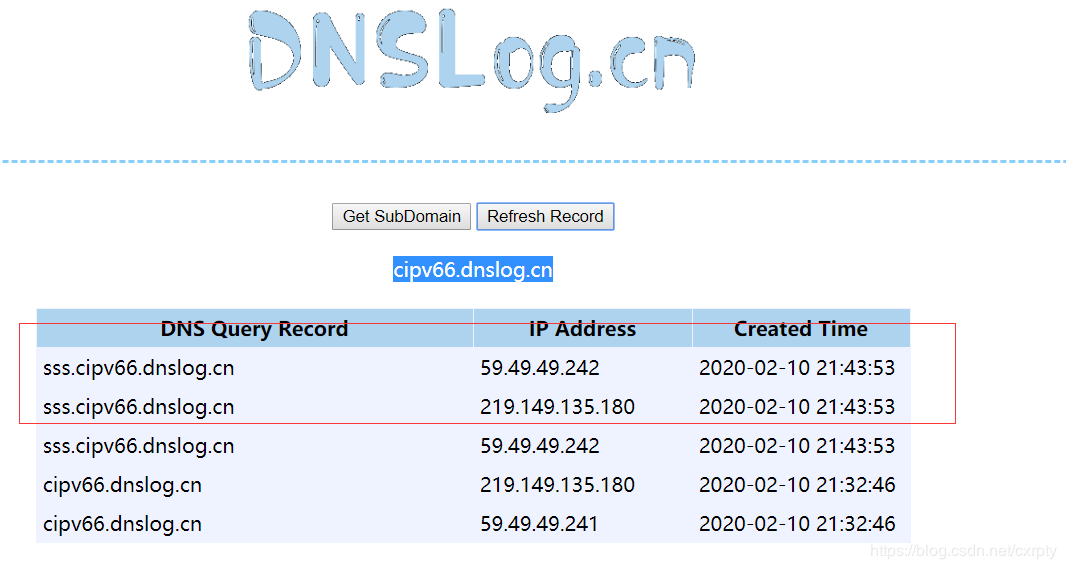 DNSLog.cn
Get SubDomain Refresh Record
cipv66.dnslog.cn
DNS Query Record IP Address Created Time
sss.cipv66.dnslog.cn 59.49.49.242 2020-02-10 21:43:53
sss.cipv66.dnslog.cn 219.149.135.180 2020-02-10 21:43:53
sss.cipv66.dnslog.cn 59.49.49.242 2020-02-10 21:43:53
cipv66.dnslog.cn 219.149.135.180 2020-02-10 21:32:46
cipv66.dnslog.cn 59.49.49.241 2020-02-10 21:32:46
https://blog.csdn.net/cxrpty